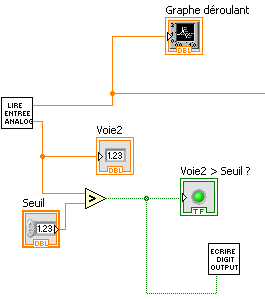 Graphe déroulant
DBL
LIRE
ENTREE
ANALOG
Voie2
1.23
DBL
Voie2 > Seuil ?
TF
Seuil
1.23
DBL
>
ECRIRE
DIGIT
OUTPUT